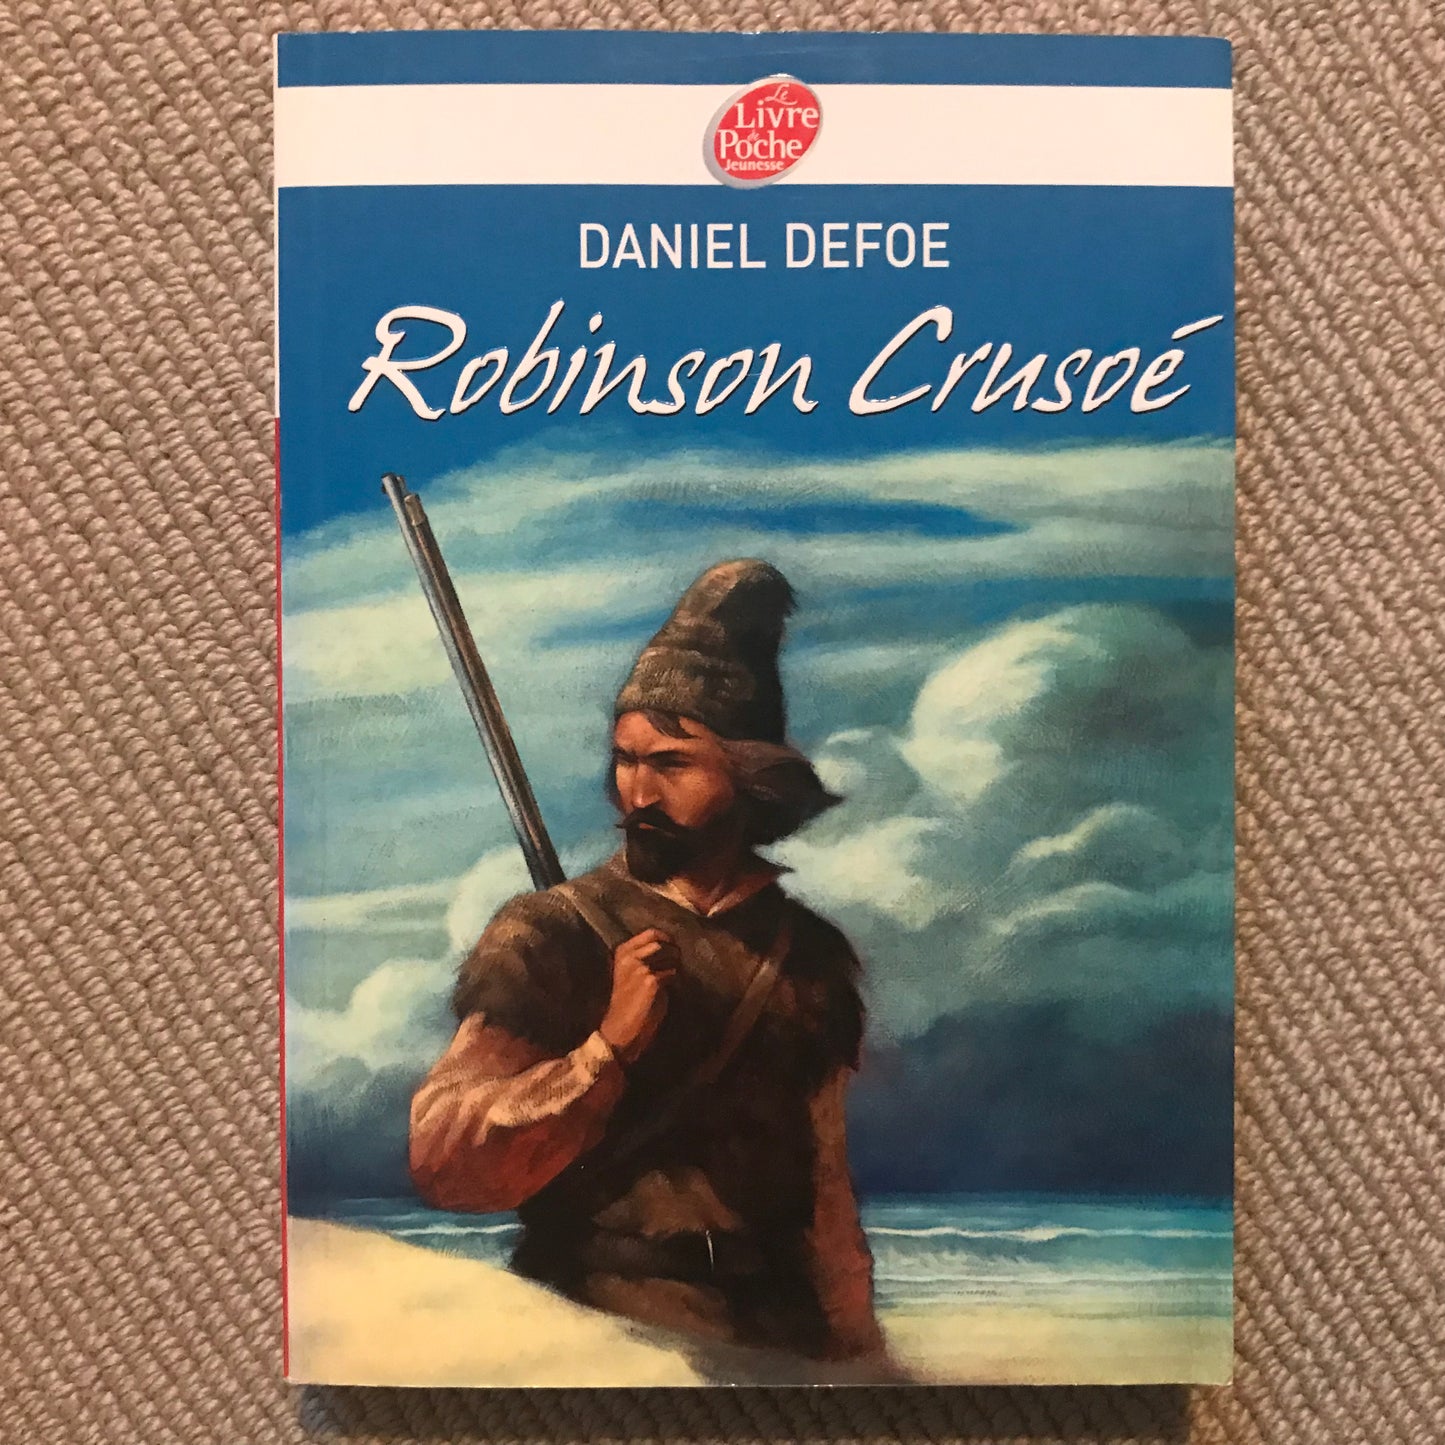 Le
Livre
de
Poche
Jeunesse
DANIEL DEFOE
Robinson Crusoé